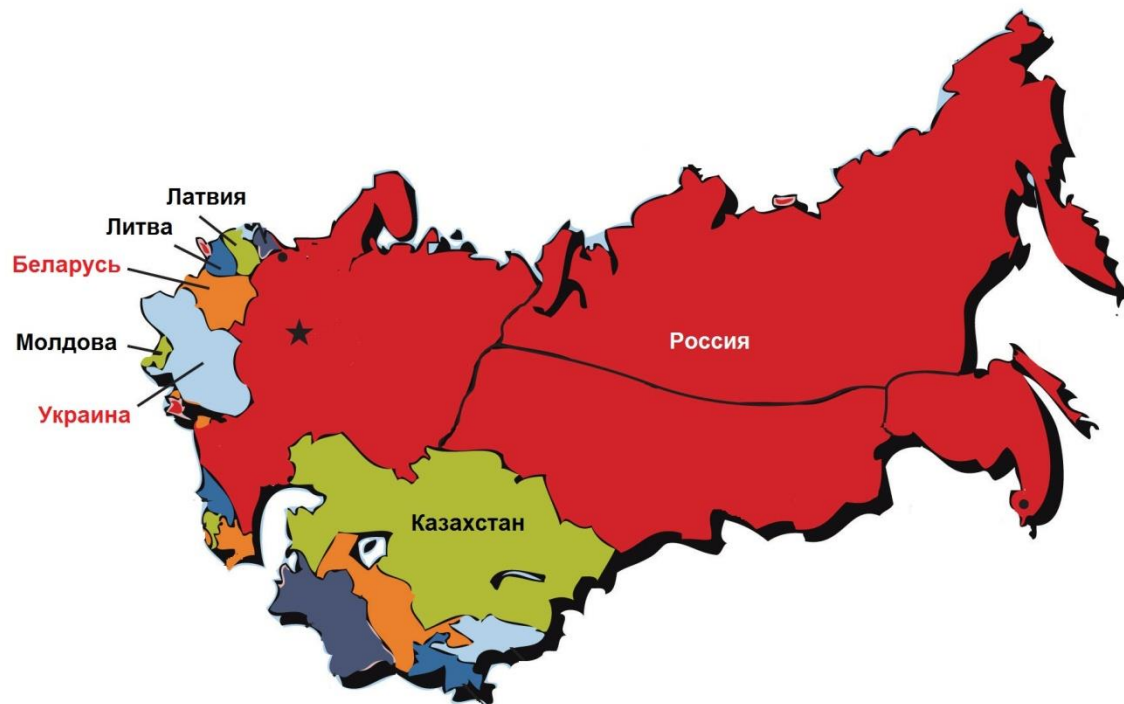 Латвия
Литва
Беларусь
Молдова
Россия
Украина
Казахстан